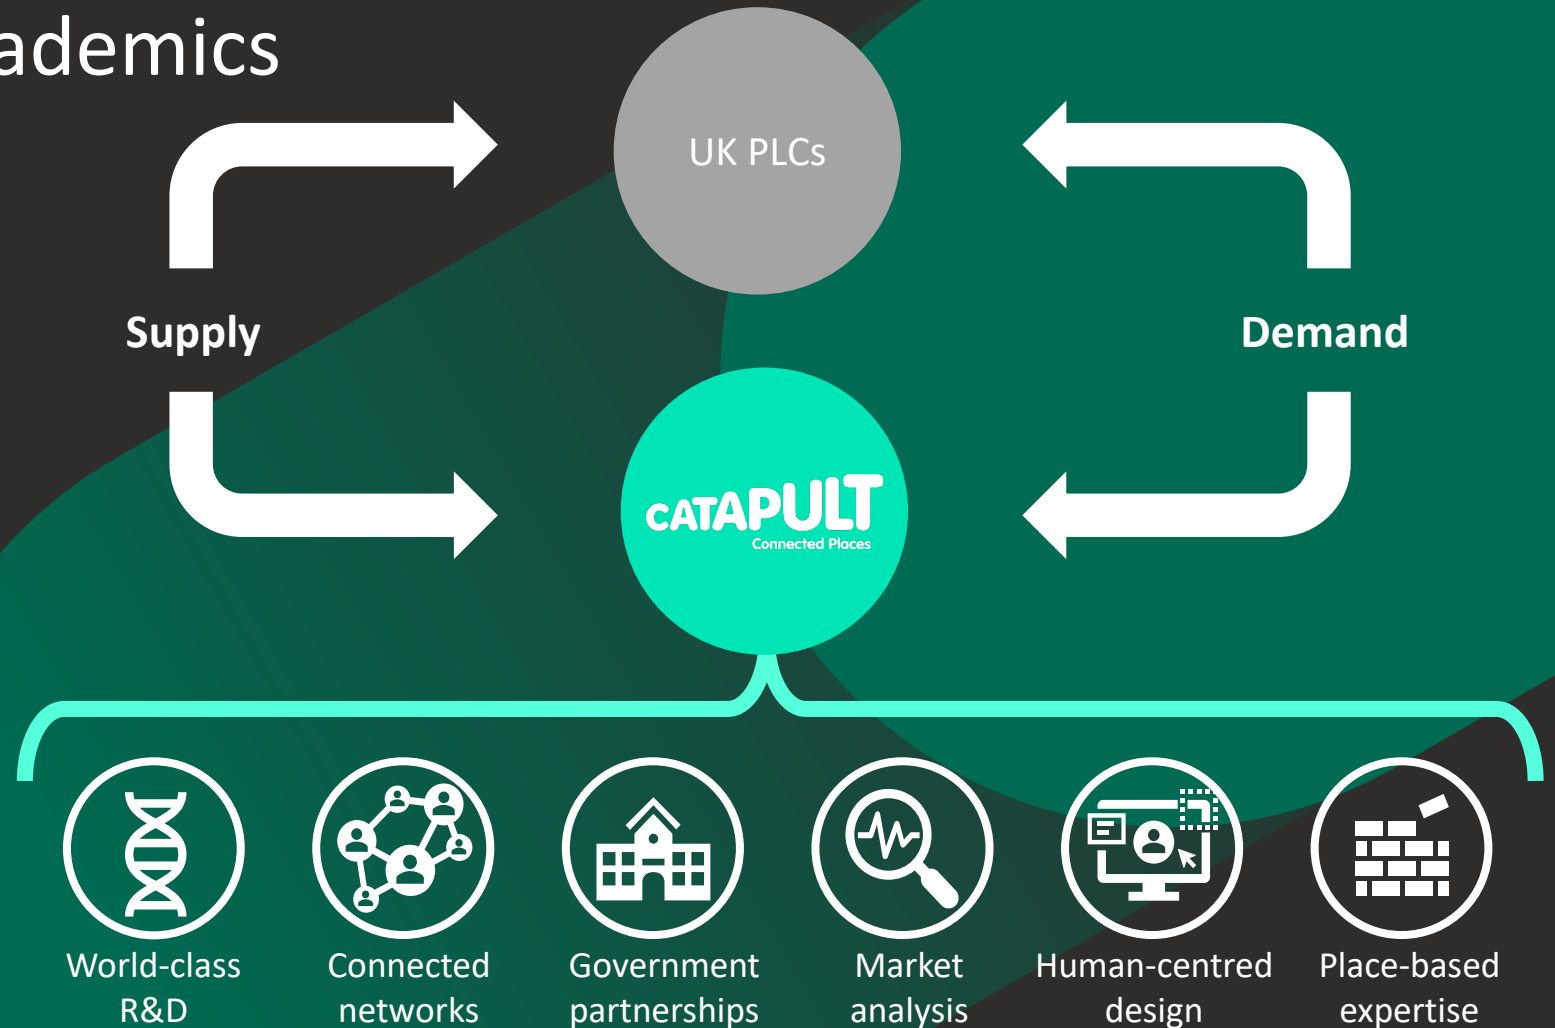 ademics
UK PLCs
Supply
Demand
CATAPULT
Connected Places
World-class
R&D
Connected
networks
Government
partnerships
Market
analysis
Human-centred
design
Place-based
expertise